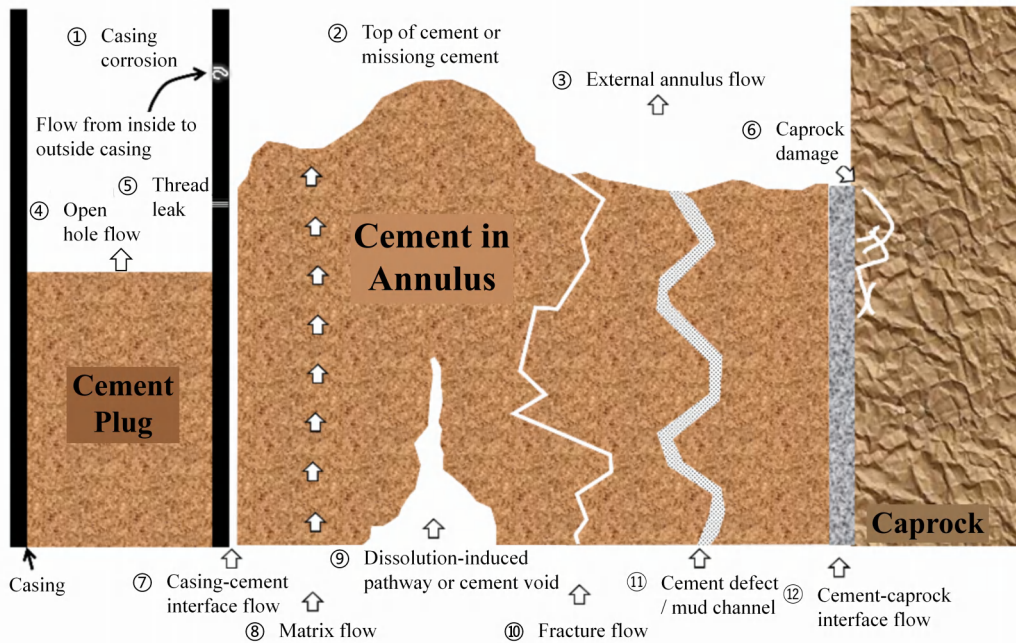 ① Casing
corrosion
Flow from inside to
outside casing
② Top of cement or
missiong cement
③ External annulus flow
④ Open
hole flow
⑤ Thread
leak
⑥ Caprock
damage
Cement in
Annulus
Cement
Plug
Caprock
Casing
⑦ Casing-cement
interface flow
⑧ Matrix flow
⑨ Dissolution-induced
pathway or cement void
⑩ Fracture flow
⑪ Cement defect
/ mud channel
⑫ Cement-caprock
interface flow